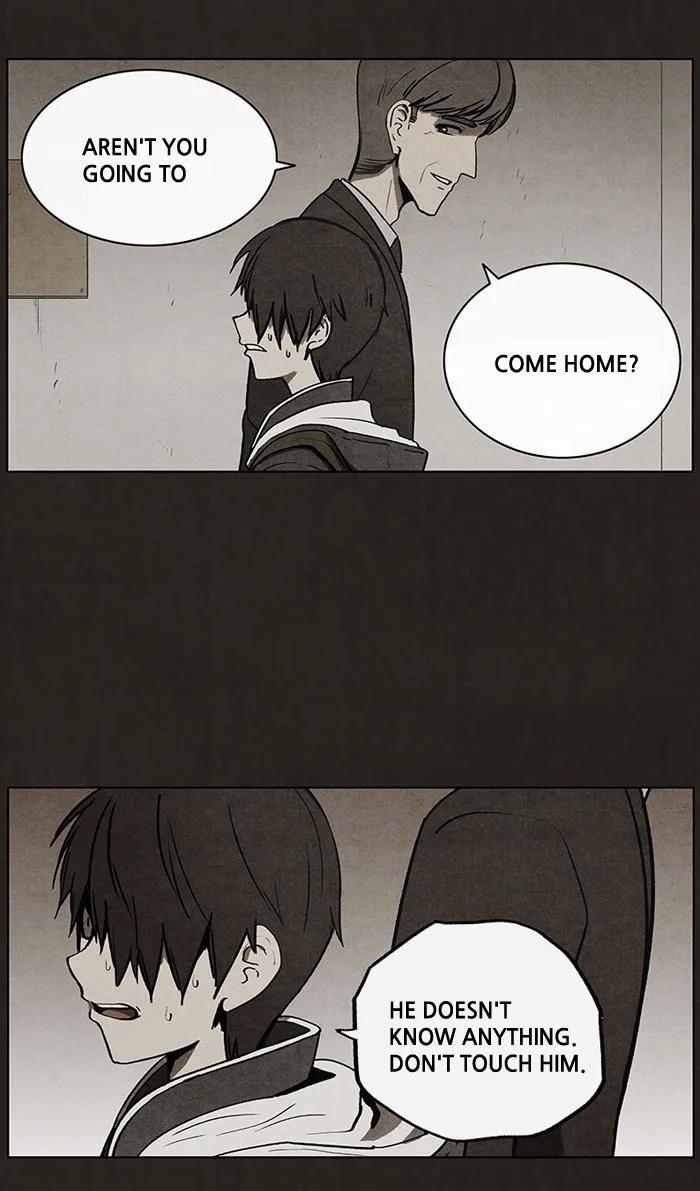 AREN'T YOU
GOING TO
COME HOME?
HE DOESN'T
KNOW ANYTHING.
DON'T TOUCH HIM.